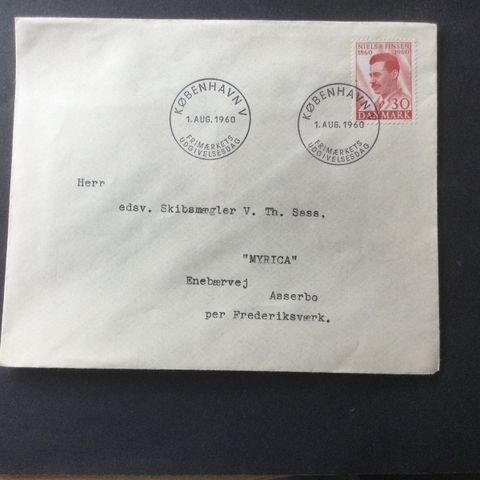 NIELS R FINSEN
1860 1960
30
DANMARK
KØBENHAVN V
1. AUG. 1960
FRIMÆRKETS
UDGIVELSESDAG
KØBENHAVN V
1. AUG. 1960
FRIMÆRKETS
UDGIVELSESDAG
Herr
edsv. Skibsmægler V. Th. Sass,
"MYRICA"
Enebærvej
Asserbo
per Frederiksværk.